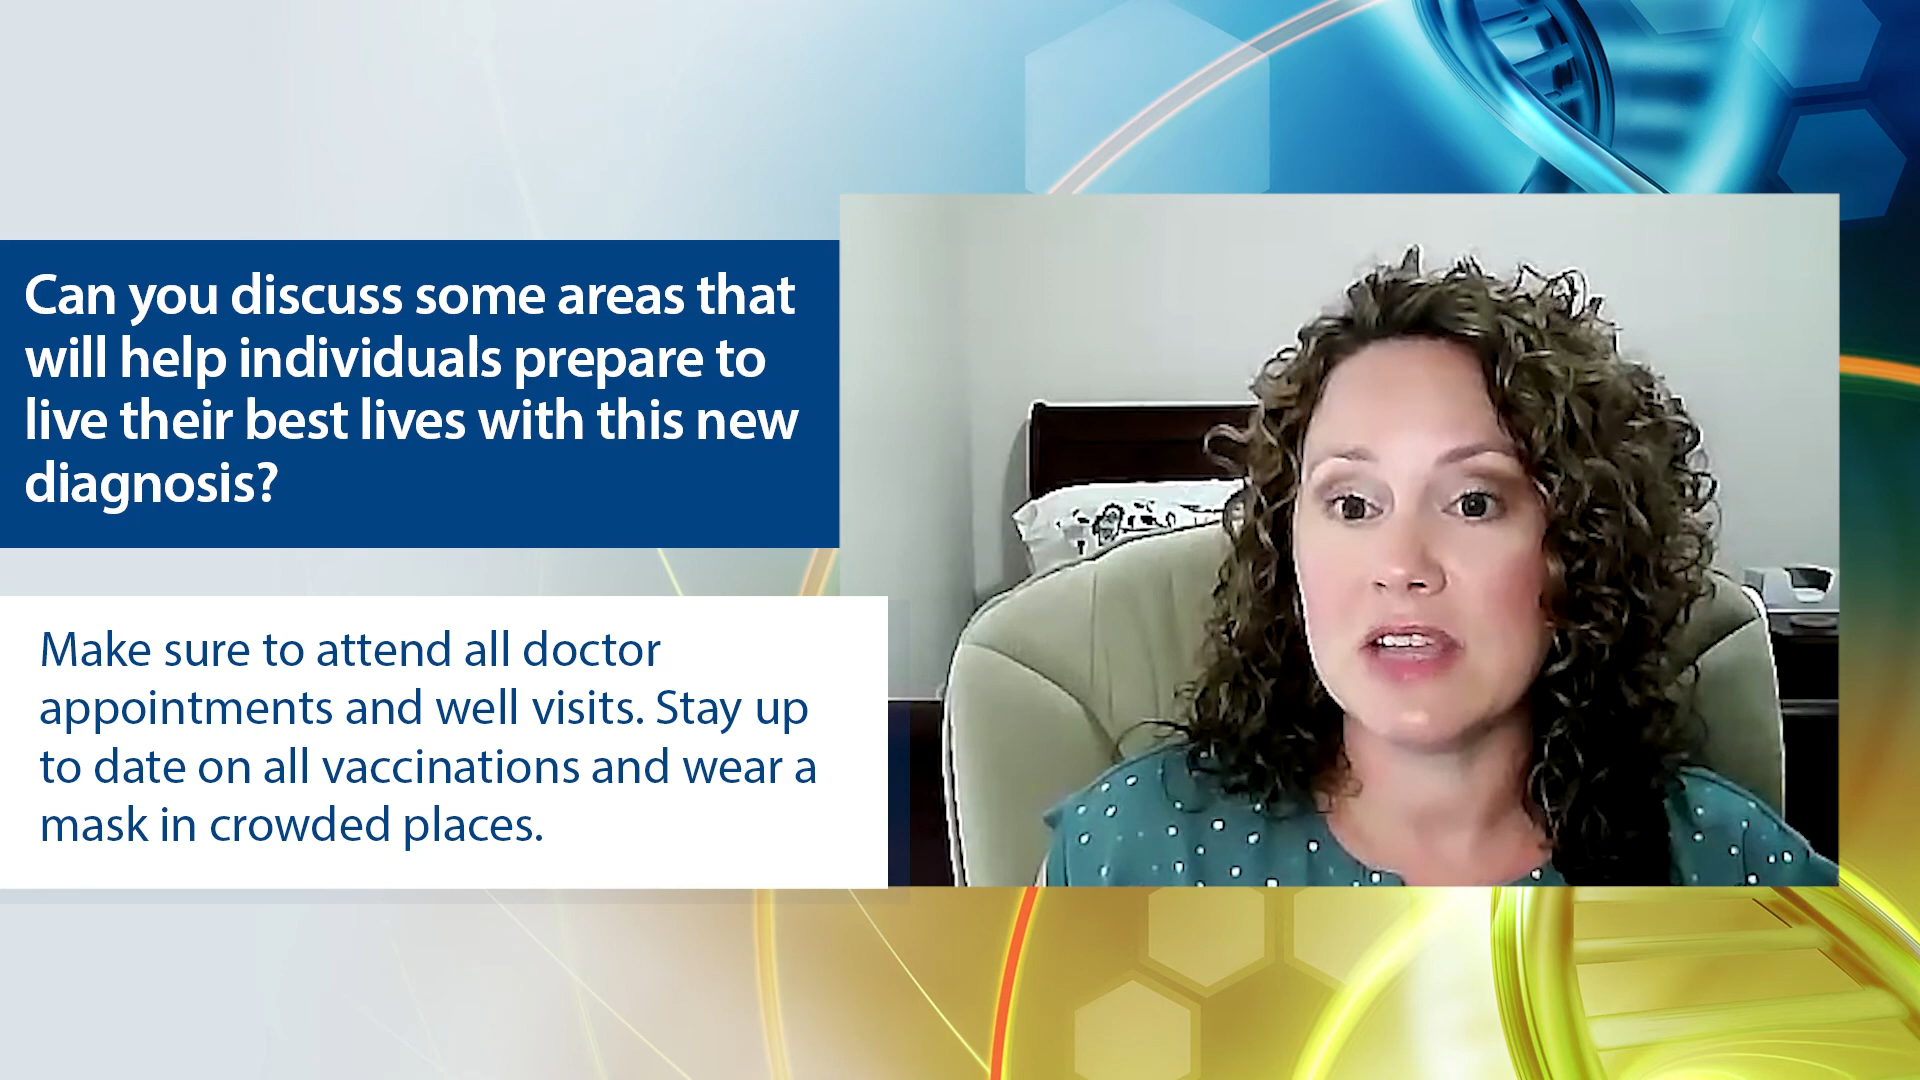 Can you discuss some areas that
will help individuals prepare to
live their best lives with this new
diagnosis?
Make sure to attend all doctor
appointments and well visits. Stay up
to date on all vaccinations and wear a
mask in crowded places.